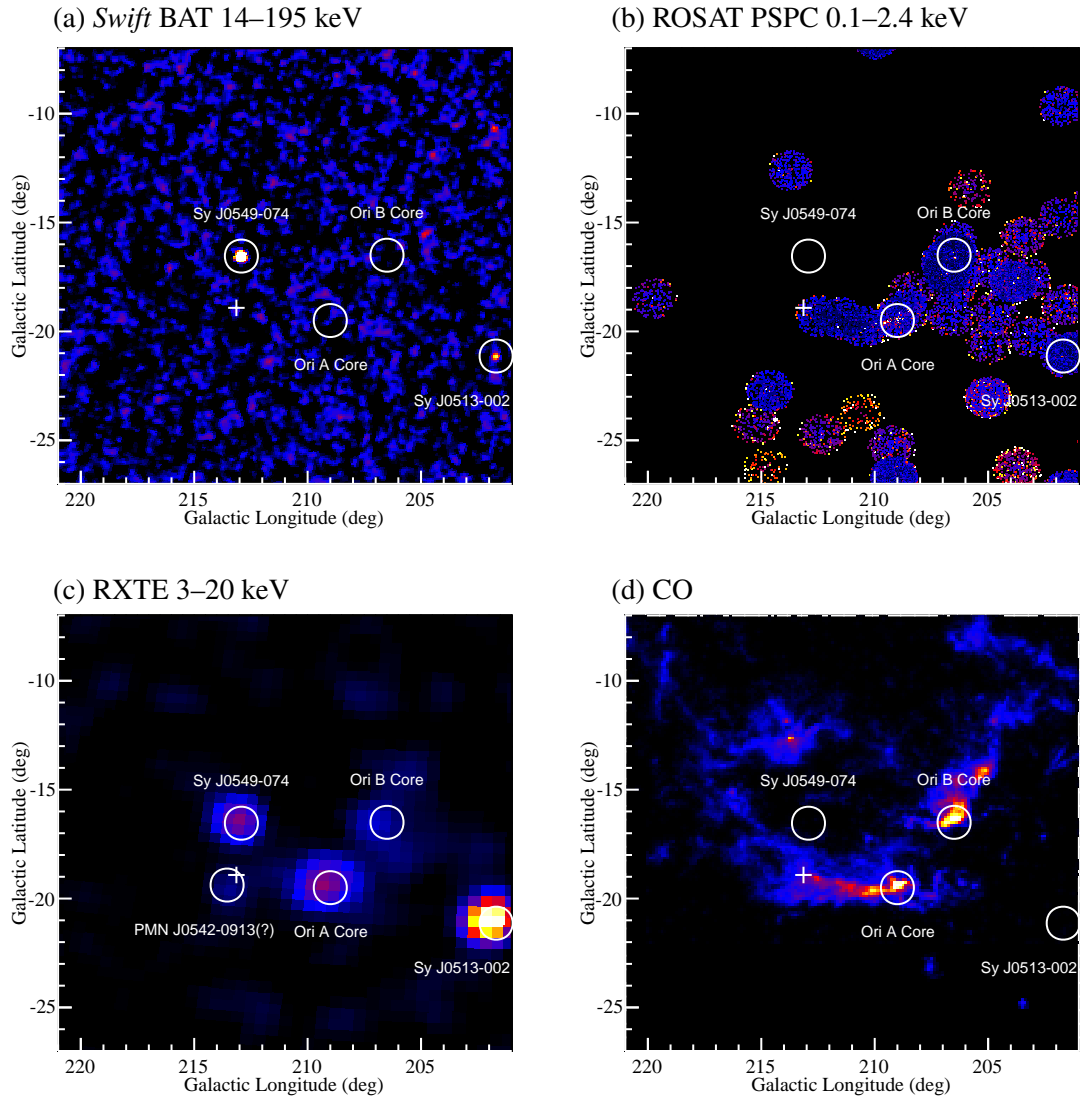 (a) Swift BAT 14–195 keV
-10
-15
-20
-25
Galactic Latitude (deg)
Sy J0549-074
Ori B Core
Ori A Core
Sy J0513-002
220
215
210
205
Galactic Longitude (deg)
(b) ROSAT PSPC 0.1–2.4 keV
-10
-15
-20
-25
Galactic Latitude (deg)
Sy J0549-074
Ori B Core
Ori A Core
Sy J0513-002
220
215
210
205
Galactic Longitude (deg)
(c) RXTE 3–20 keV
-10
-15
-20
-25
Galactic Latitude (deg)
Sy J0549-074
Ori B Core
PMN J0542-0913(?)
Ori A Core
Sy J0513-002
220
215
210
205
Galactic Longitude (deg)
(d) CO
-10
-15
-20
-25
Galactic Latitude (deg)
Sy J0549-074
Ori B Core
Ori A Core
Sy J0513-002
220
215
210
205
Galactic Longitude (deg)